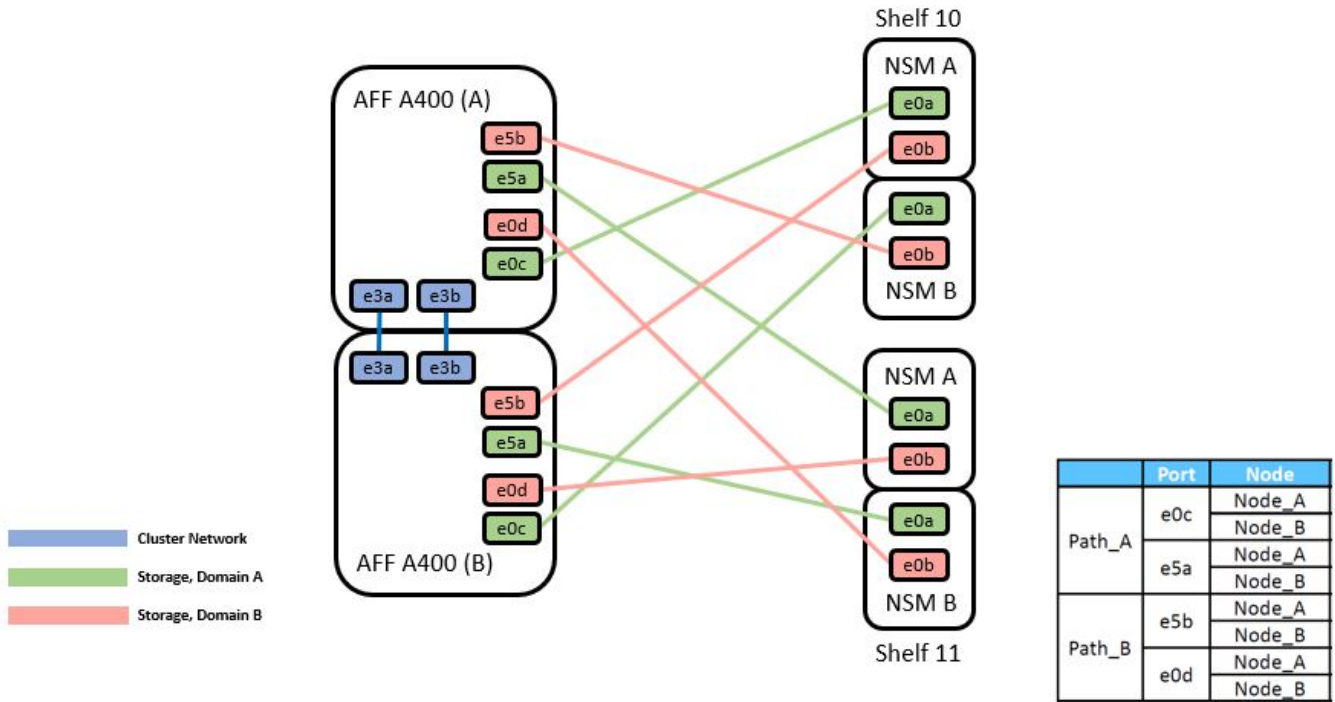 Shelf 10
AFF A400 (A)
e5b
e5a
e0d
e0c
e3a e3b
NSM A
e0a
e0b
e0a
e0b
NSM B
e3a e3b
e5b
e5a
e0d
e0c
AFF A400 (B)
NSM A
e0a
e0b
e0a
e0b
NSM B
Shelf 11
Cluster Network
Storage, Domain A
Storage, Domain B
Port Node
Path_A e0c Node_A
Node_B
e5a Node_A
Node_B
Path_B e5b Node_A
Node_B
e0d Node_A
Node_B